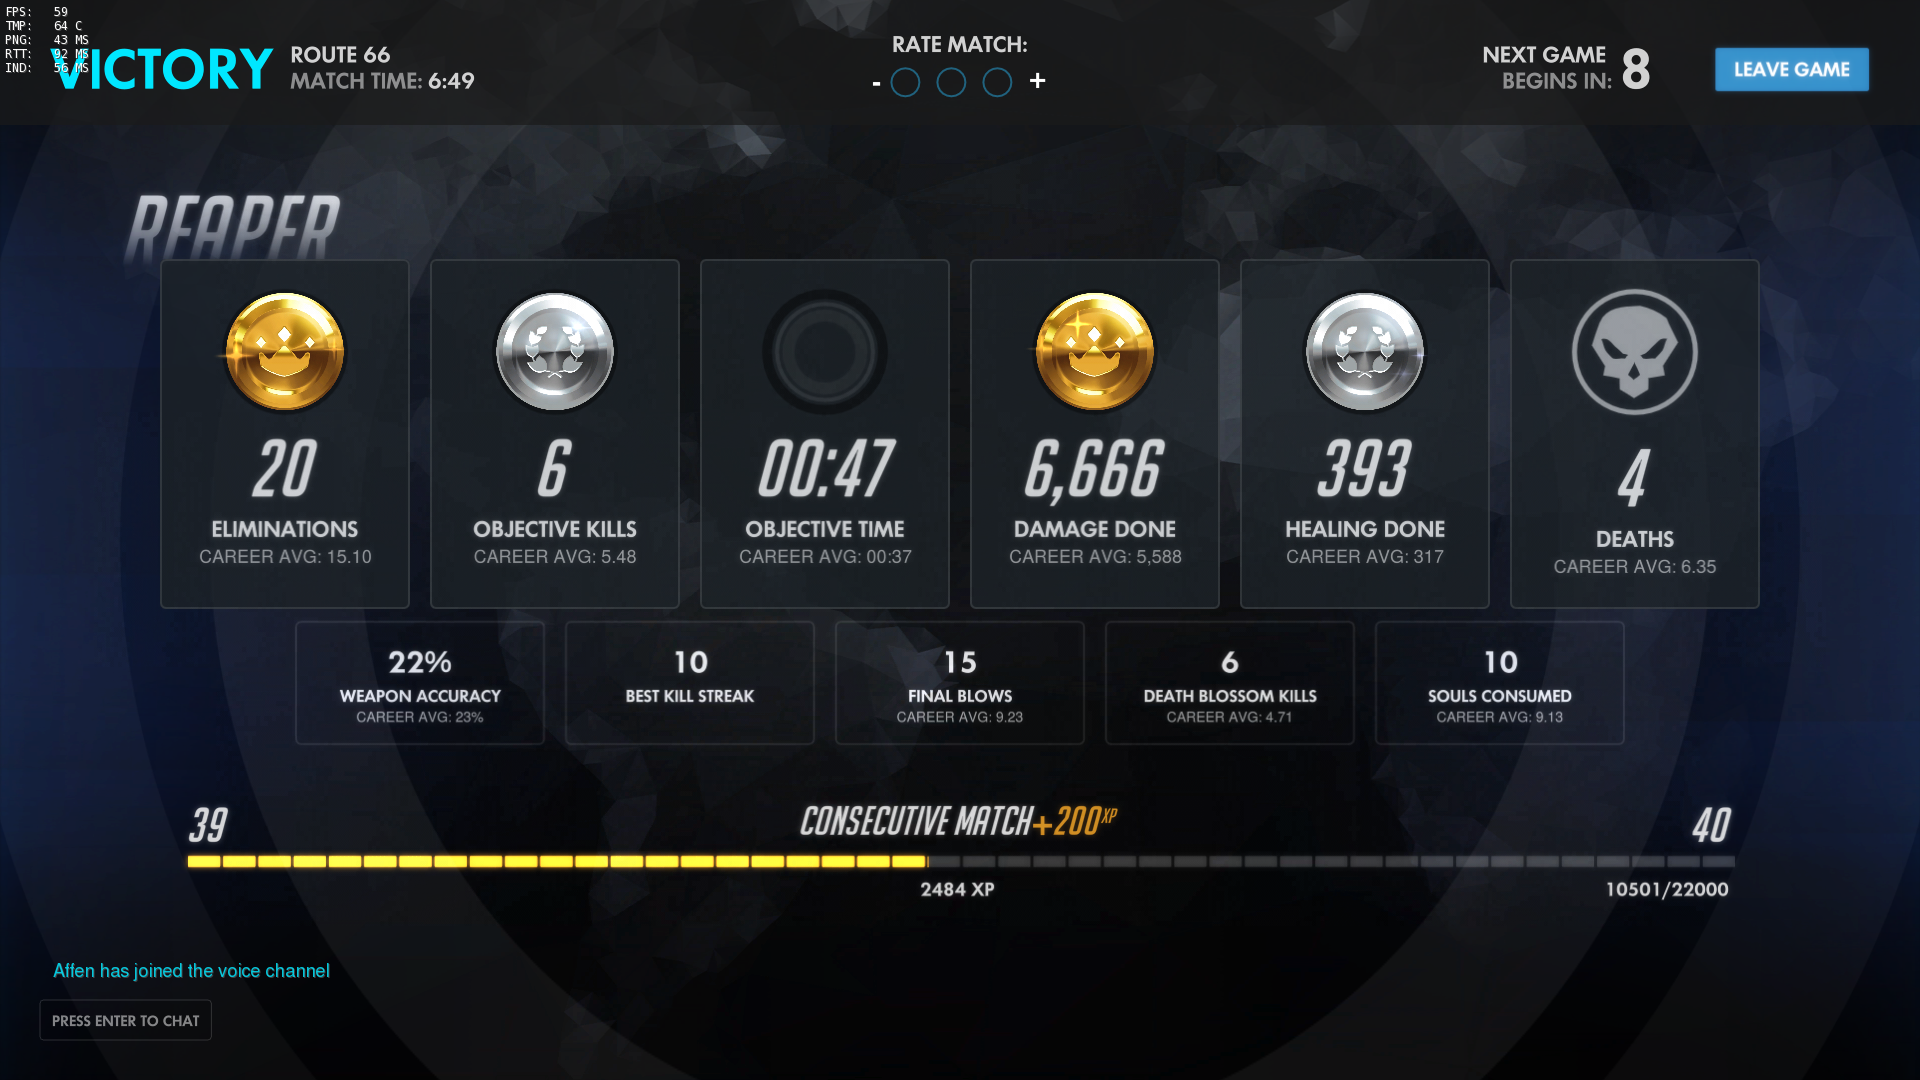 FPS: 59
TMP: 64 C
PNG: 43 MS
RTT: 92 MS
IND: 56 MS
VICTORY
ROUTE 66
MATCH TIME: 6:49
RATE MATCH:
- +
NEXT GAME
BEGINS IN: 8
LEAVE GAME
REAPER
20
ELIMINATIONS
CAREER AVG: 15.10
6
OBJECTIVE KILLS
CAREER AVG: 5.48
00:47
OBJECTIVE TIME
CAREER AVG: 00:37
6,666
DAMAGE DONE
CAREER AVG: 5,588
393
HEALING DONE
CAREER AVG: 317
4
DEATHS
CAREER AVG: 6.35
22%
WEAPON ACCURACY
CAREER AVG: 23%
10
BEST KILL STREAK
15
FINAL BLOWS
CAREER AVG: 9.23
6
DEATH BLOSSOM KILLS
CAREER AVG: 4.71
10
SOULS CONSUMED
CAREER AVG: 9.13
39
CONSECUTIVE MATCH+200XP
40
2484 XP
10501/22000
Affen has joined the voice channel
PRESS ENTER TO CHAT